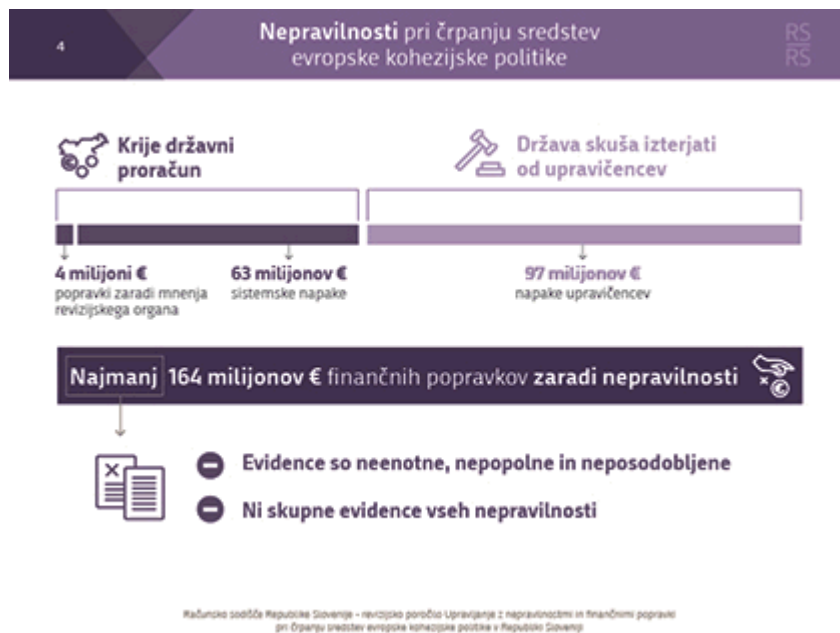 4
Nepravilnosti pri črpanju sredstev
evropske kohezijske politike
RS
RS
Krije državni
proračun
Država skuša izterjati
od upravičencev
4 milijoni €
popravki zaradi mnenja
revizijskega organa
63 milijonov €
sistemske napake
97 milijonov €
napake upravičencev
Najmanj 164 milijonov € finančnih popravkov zaradi nepravilnosti
Evidence so neenotne, nepopolne in neposodobljene
Ni skupne evidence vseh nepravilnosti
Računsko sodišče Republike Slovenije – revizijsko poročilo Upravljanje z nepravilnostmi in finančnimi popravki
pri črpanju sredstev evropske kohezijske politike v Republiki Sloveniji